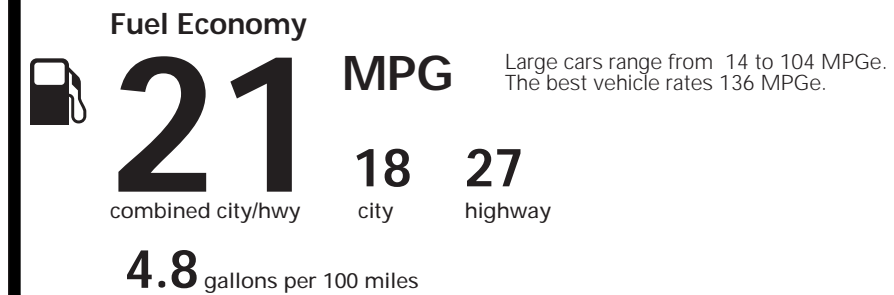 Fuel Economy
21 MPG
Large cars range from 14 to 104 MPGe.
The best vehicle rates 136 MPGe.
18 27
combined city/hwy city highway
4.8 gallons per 100 miles